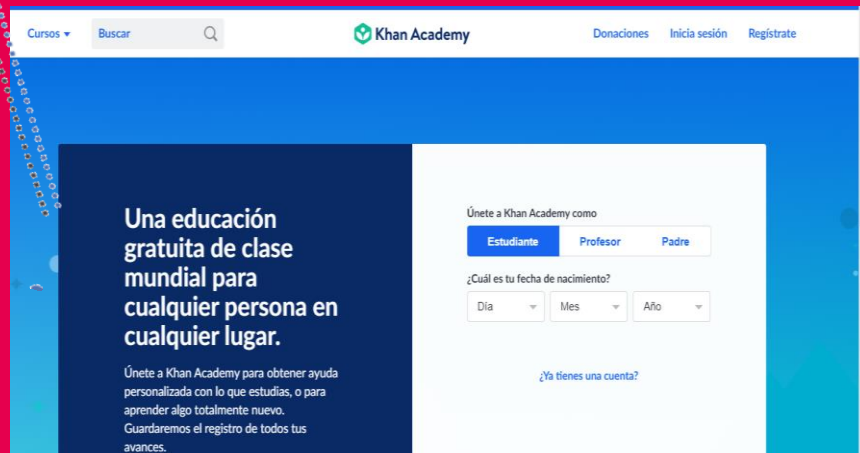 Cursos
Buscar
Khan Academy
Donaciones
Inicia sesión
Regístrate
Una educación
gratuita de clase
mundial para
cualquier persona en
cualquier lugar.
Únete a Khan Academy para obtener ayuda
personalizada con lo que estudias, o para
aprender algo totalmente nuevo.
Guardaremos el registro de todos tus
avances.
Únete a Khan Academy como
Estudiante
Profesor
Padre
¿Cuál es tu fecha de nacimiento?
Día
Mes
Año
¿Ya tienes una cuenta?